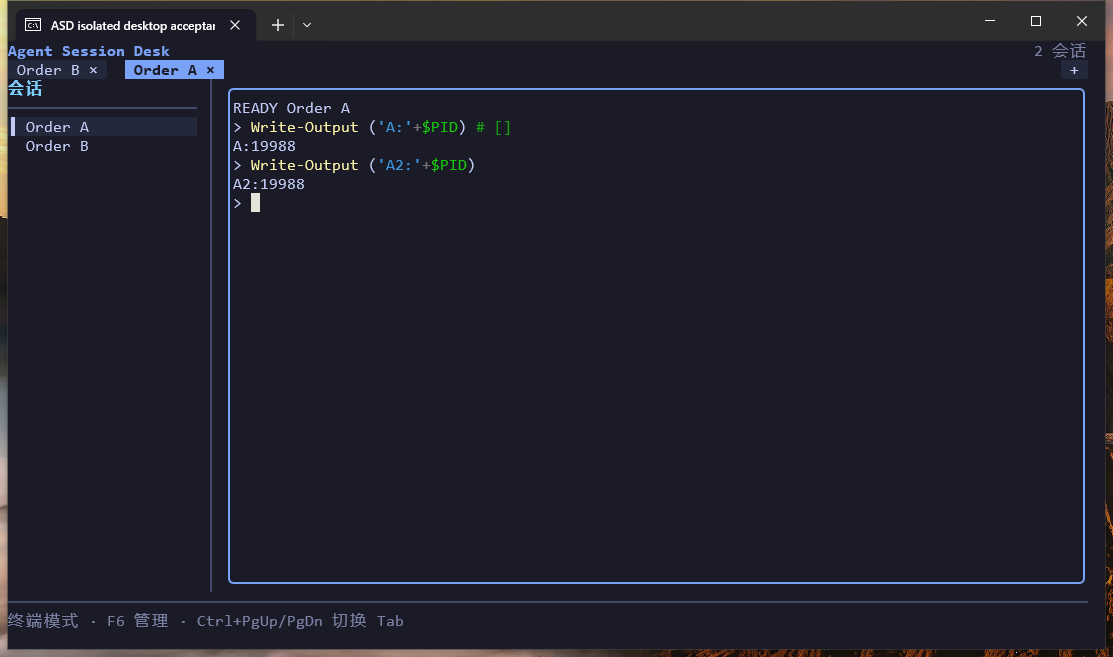 ASD isolated desktop acceptar
Agent Session Desk 2 会话
Order B × Order A × +
会话
Order A
Order B
READY Order A
> Write-Output ('A:'+$PID) # []
A:19988
> Write-Output ('A2:'+$PID)
A2:19988
>
终端模式 · F6 管理 · Ctrl+PgUp/PgDn 切换 Tab